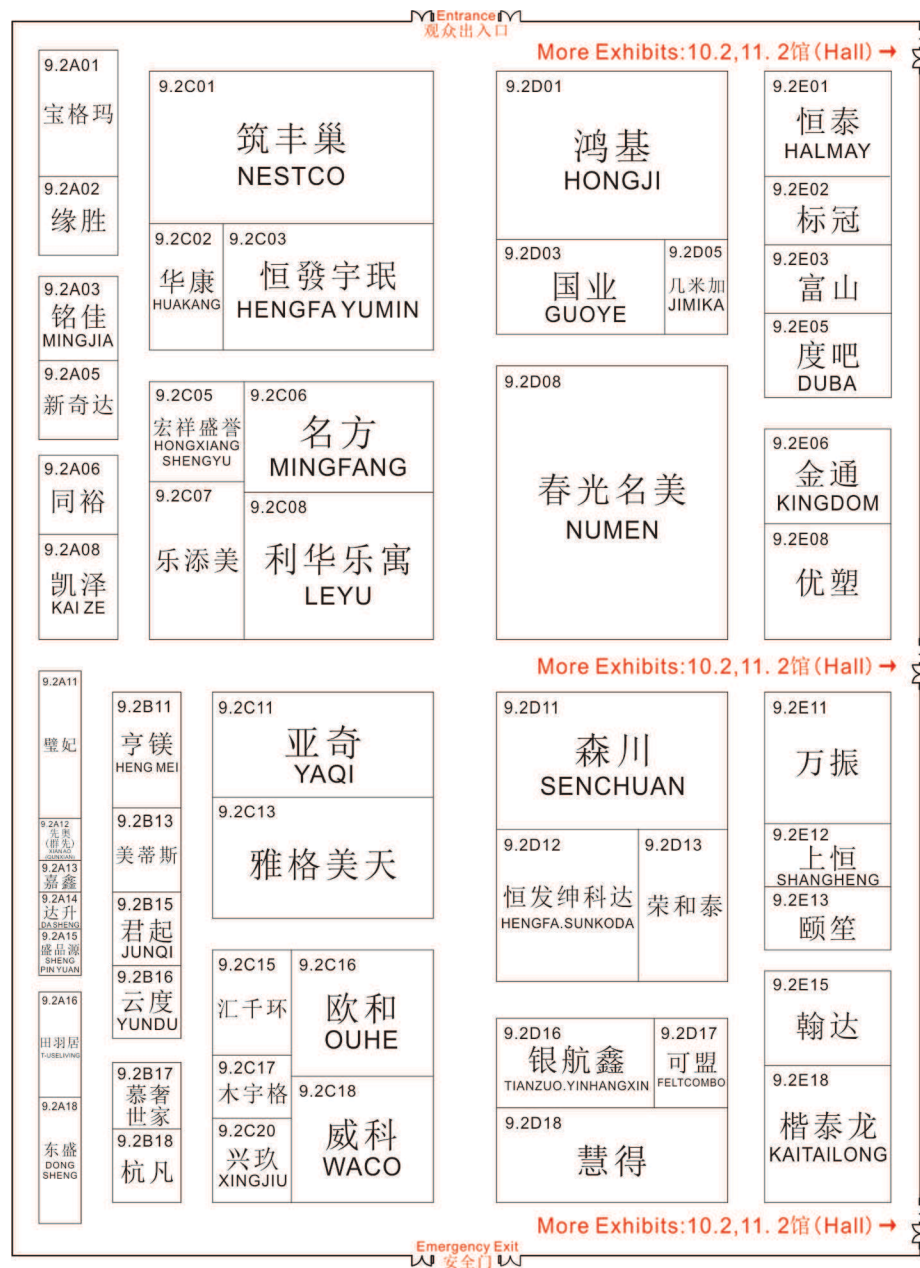 Entrance
观众出入口
More Exhibits:10.2,11. 2馆(Hall) →
9.2A01
宝格玛
9.2A02
缘胜
9.2A03
铭佳
MINGJIA
9.2A05
新奇达
9.2A06
同裕
9.2A08
凯泽
KAI ZE
9.2C01
筑丰巢
NESTCO
9.2C02
华康
HUAKANG
9.2C03
恒發宇珉
HENGFA YUMIN
9.2C05
宏祥盛誉
HONGXIANG
SHENGYU
9.2C06
名方
MINGFANG
9.2C07
乐添美
9.2C08
利华乐寓
LEYU
9.2D01
鸿基
HONGJI
9.2D03
国业
GUOYE
9.2D05
几米加
JIMIKA
9.2D08
春光名美
NUMEN
9.2E01
恒泰
HALMAY
9.2E02
标冠
9.2E03
富山
9.2E05
度吧
DUBA
9.2E06
金通
KINGDOM
9.2E08
优塑
More Exhibits:10.2,11. 2馆(Hall) →
9.2A11
璧妃
9.2A12
先奥
(群先)
XIANAO
(QUNXIAN)
9.2A13
嘉鑫
9.2A14
达升
DASHENG
9.2A15
盛品源
SHENG
PIN YUAN
9.2A16
田羽居
T-USELIVING
9.2A18
东盛
DONG
SHENG
9.2B11
亨镁
HENG MEI
9.2B13
美蒂斯
9.2B15
君起
JUNQI
9.2B16
云度
YUNDU
9.2B17
慕奢
世家
9.2B18
杭凡
9.2C11
亚奇
YAQI
9.2C13
雅格美天
9.2C15
汇千环
9.2C16
欧和
OUHE
9.2C17
木宇格
9.2C18
威科
WACO
9.2C20
兴玖
XINGJIU
9.2D11
森川
SENCHUAN
9.2D12
恒发绅科达
HENGFA.SUNKODA
9.2D13
荣和泰
9.2D16
银航鑫
TIANZUO.YINHANGXIN
9.2D17
可盟
FELTCOMBO
9.2D18
慧得
9.2E11
万振
9.2E12
上恒
SHANGHENG
9.2E13
颐笙
9.2E15
翰达
9.2E18
楷泰龙
KAITAILONG
More Exhibits:10.2,11. 2馆(Hall) →
Emergency Exit
安全门